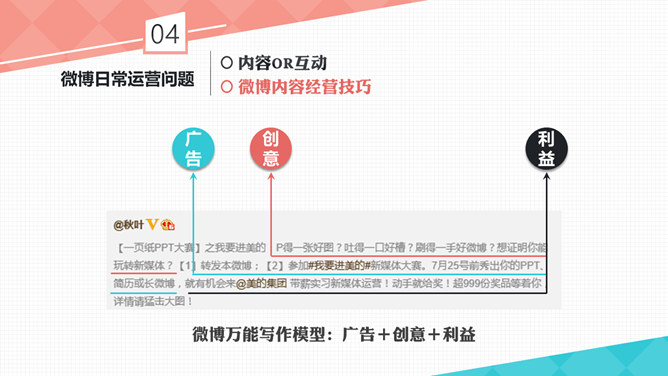 04
微博日常运营问题
内容OR互动
微博内容经营技巧
广告
创意
利益
@秋叶
【一页纸PPT大赛】之我要进美的 P得一张好图？吐得一口好槽？刷得一手好微博？想证明你能
玩转新媒体？【1】转发本微博；【2】参加#我要进美的#新媒体大赛。7月25号前秀出你的PPT、
简历或长微博，就有机会来@美的集团 带薪实习新媒体运营！动手就给奖！超999份奖品等着你
详情请猛击大图！
微博万能写作模型：广告＋创意＋利益